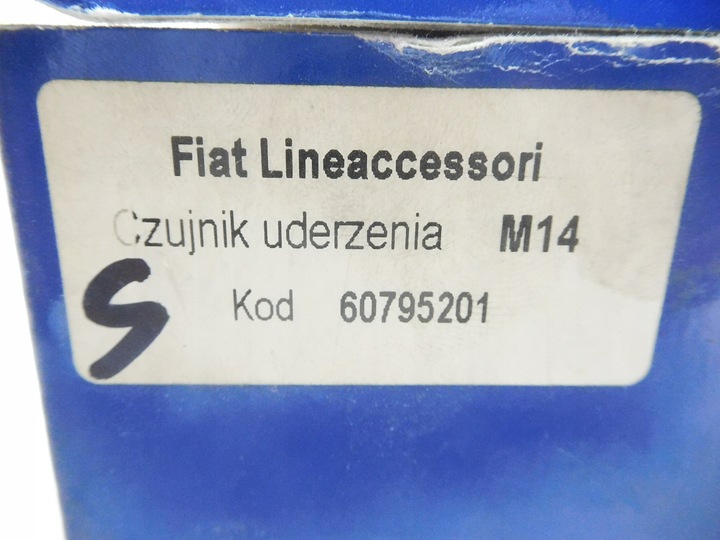 Fiat Lineaccessori
Czujnik uderzenia M14
S Kod 60795201